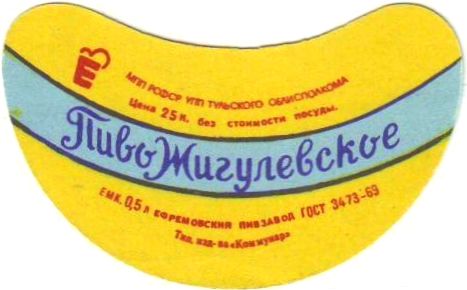 МПП РСФСР УПП ТУЛЬСКОГО ОБЛИСПОЛКОМА
Цена 25 к. без стоимости посуды.
Пиво Жигулевское
ЕМК. 0,5 л ЕФРЕМОВСКИЙ ПИВЗАВОД ГОСТ 3473-69
Тип. изд-ва «Коммунар»